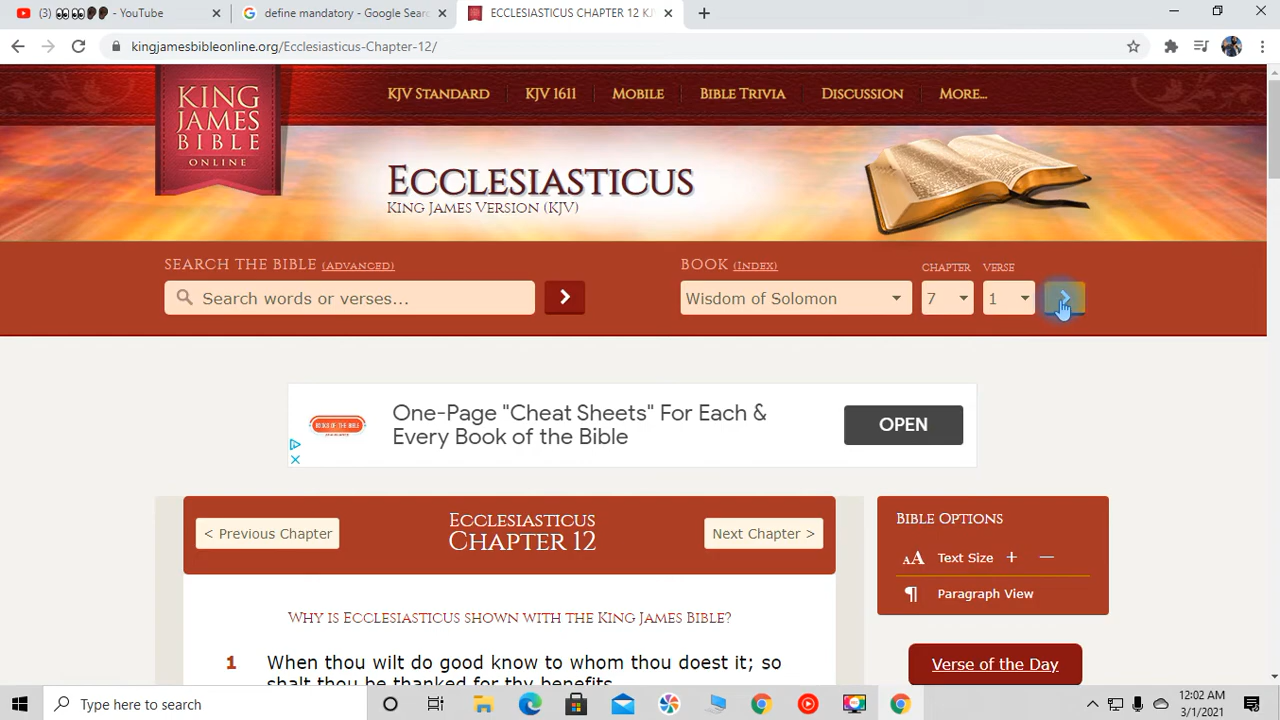 (3) 👀👀👂🏿👂🏿 - YouTube
define mandatory - Google Search
ECCLESIASTICUS CHAPTER 12 KJ
kingjamesbibleonline.org/Ecclesiasticus-Chapter-12/
KING
JAMES
BIBLE
ONLINE
KJV STANDARD
KJV 1611
MOBILE
BIBLE TRIVIA
DISCUSSION
MORE...
ECCLESIASTICUS
KING JAMES VERSION (KJV)
SEARCH THE BIBLE (ADVANCED)
Search words or verses...
BOOK (INDEX)
CHAPTER
VERSE
Wisdom of Solomon
7
1
One-Page "Cheat Sheets" For Each &
Every Book of the Bible
OPEN
< Previous Chapter
ECCLESIASTICUS
CHAPTER 12
Next Chapter >
BIBLE OPTIONS
AA Text Size + —
¶ Paragraph View
WHY IS ECCLESIASTICUS SHOWN WITH THE KING JAMES BIBLE?
1 When thou wilt do good know to whom thou doest it; so
shalt thou be thanked for thy benefits.
Verse of the Day
Type here to search
12:02 AM
3/1/2021